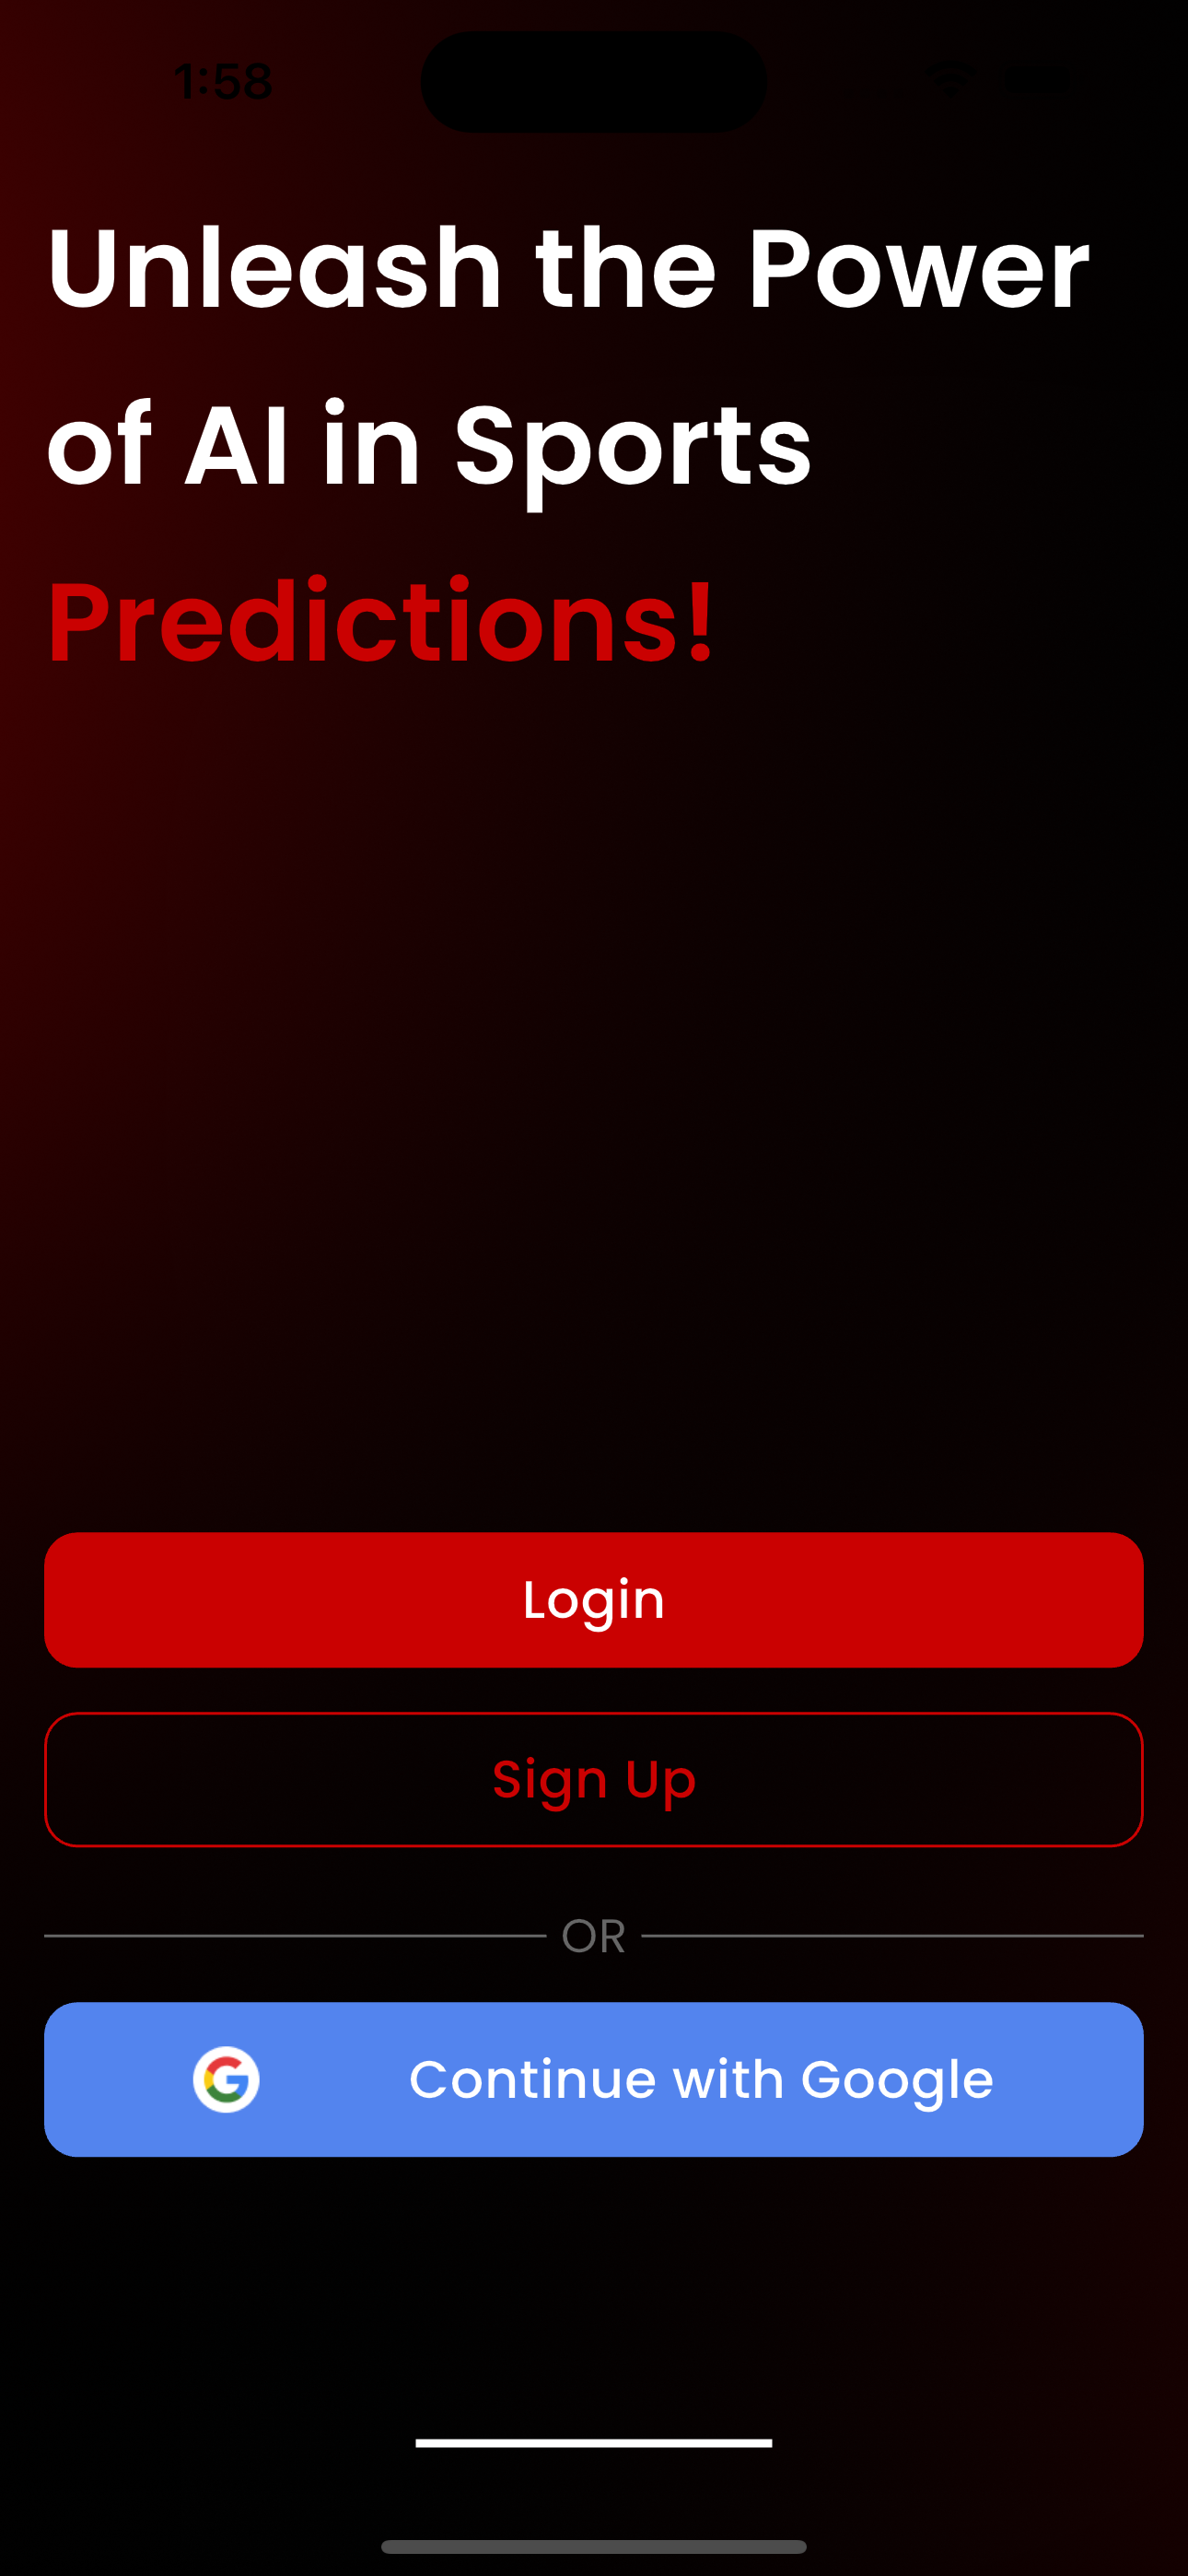 1:58
Unleash the Power
of AI in Sports
Predictions!
Login
Sign Up
OR
Continue with Google